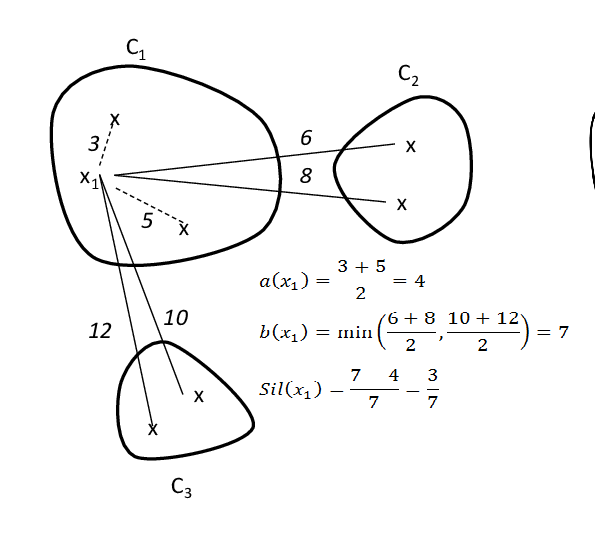 C₁
C₂
x
3
6
x₁
x
8
x
5
x
a(x₁) = (3 + 5)/2 = 4
12
10
b(x₁) = min((6 + 8)/2, (10 + 12)/2) = 7
x
Sil(x₁) – (7 4)/7 – 3/7
x
C₃